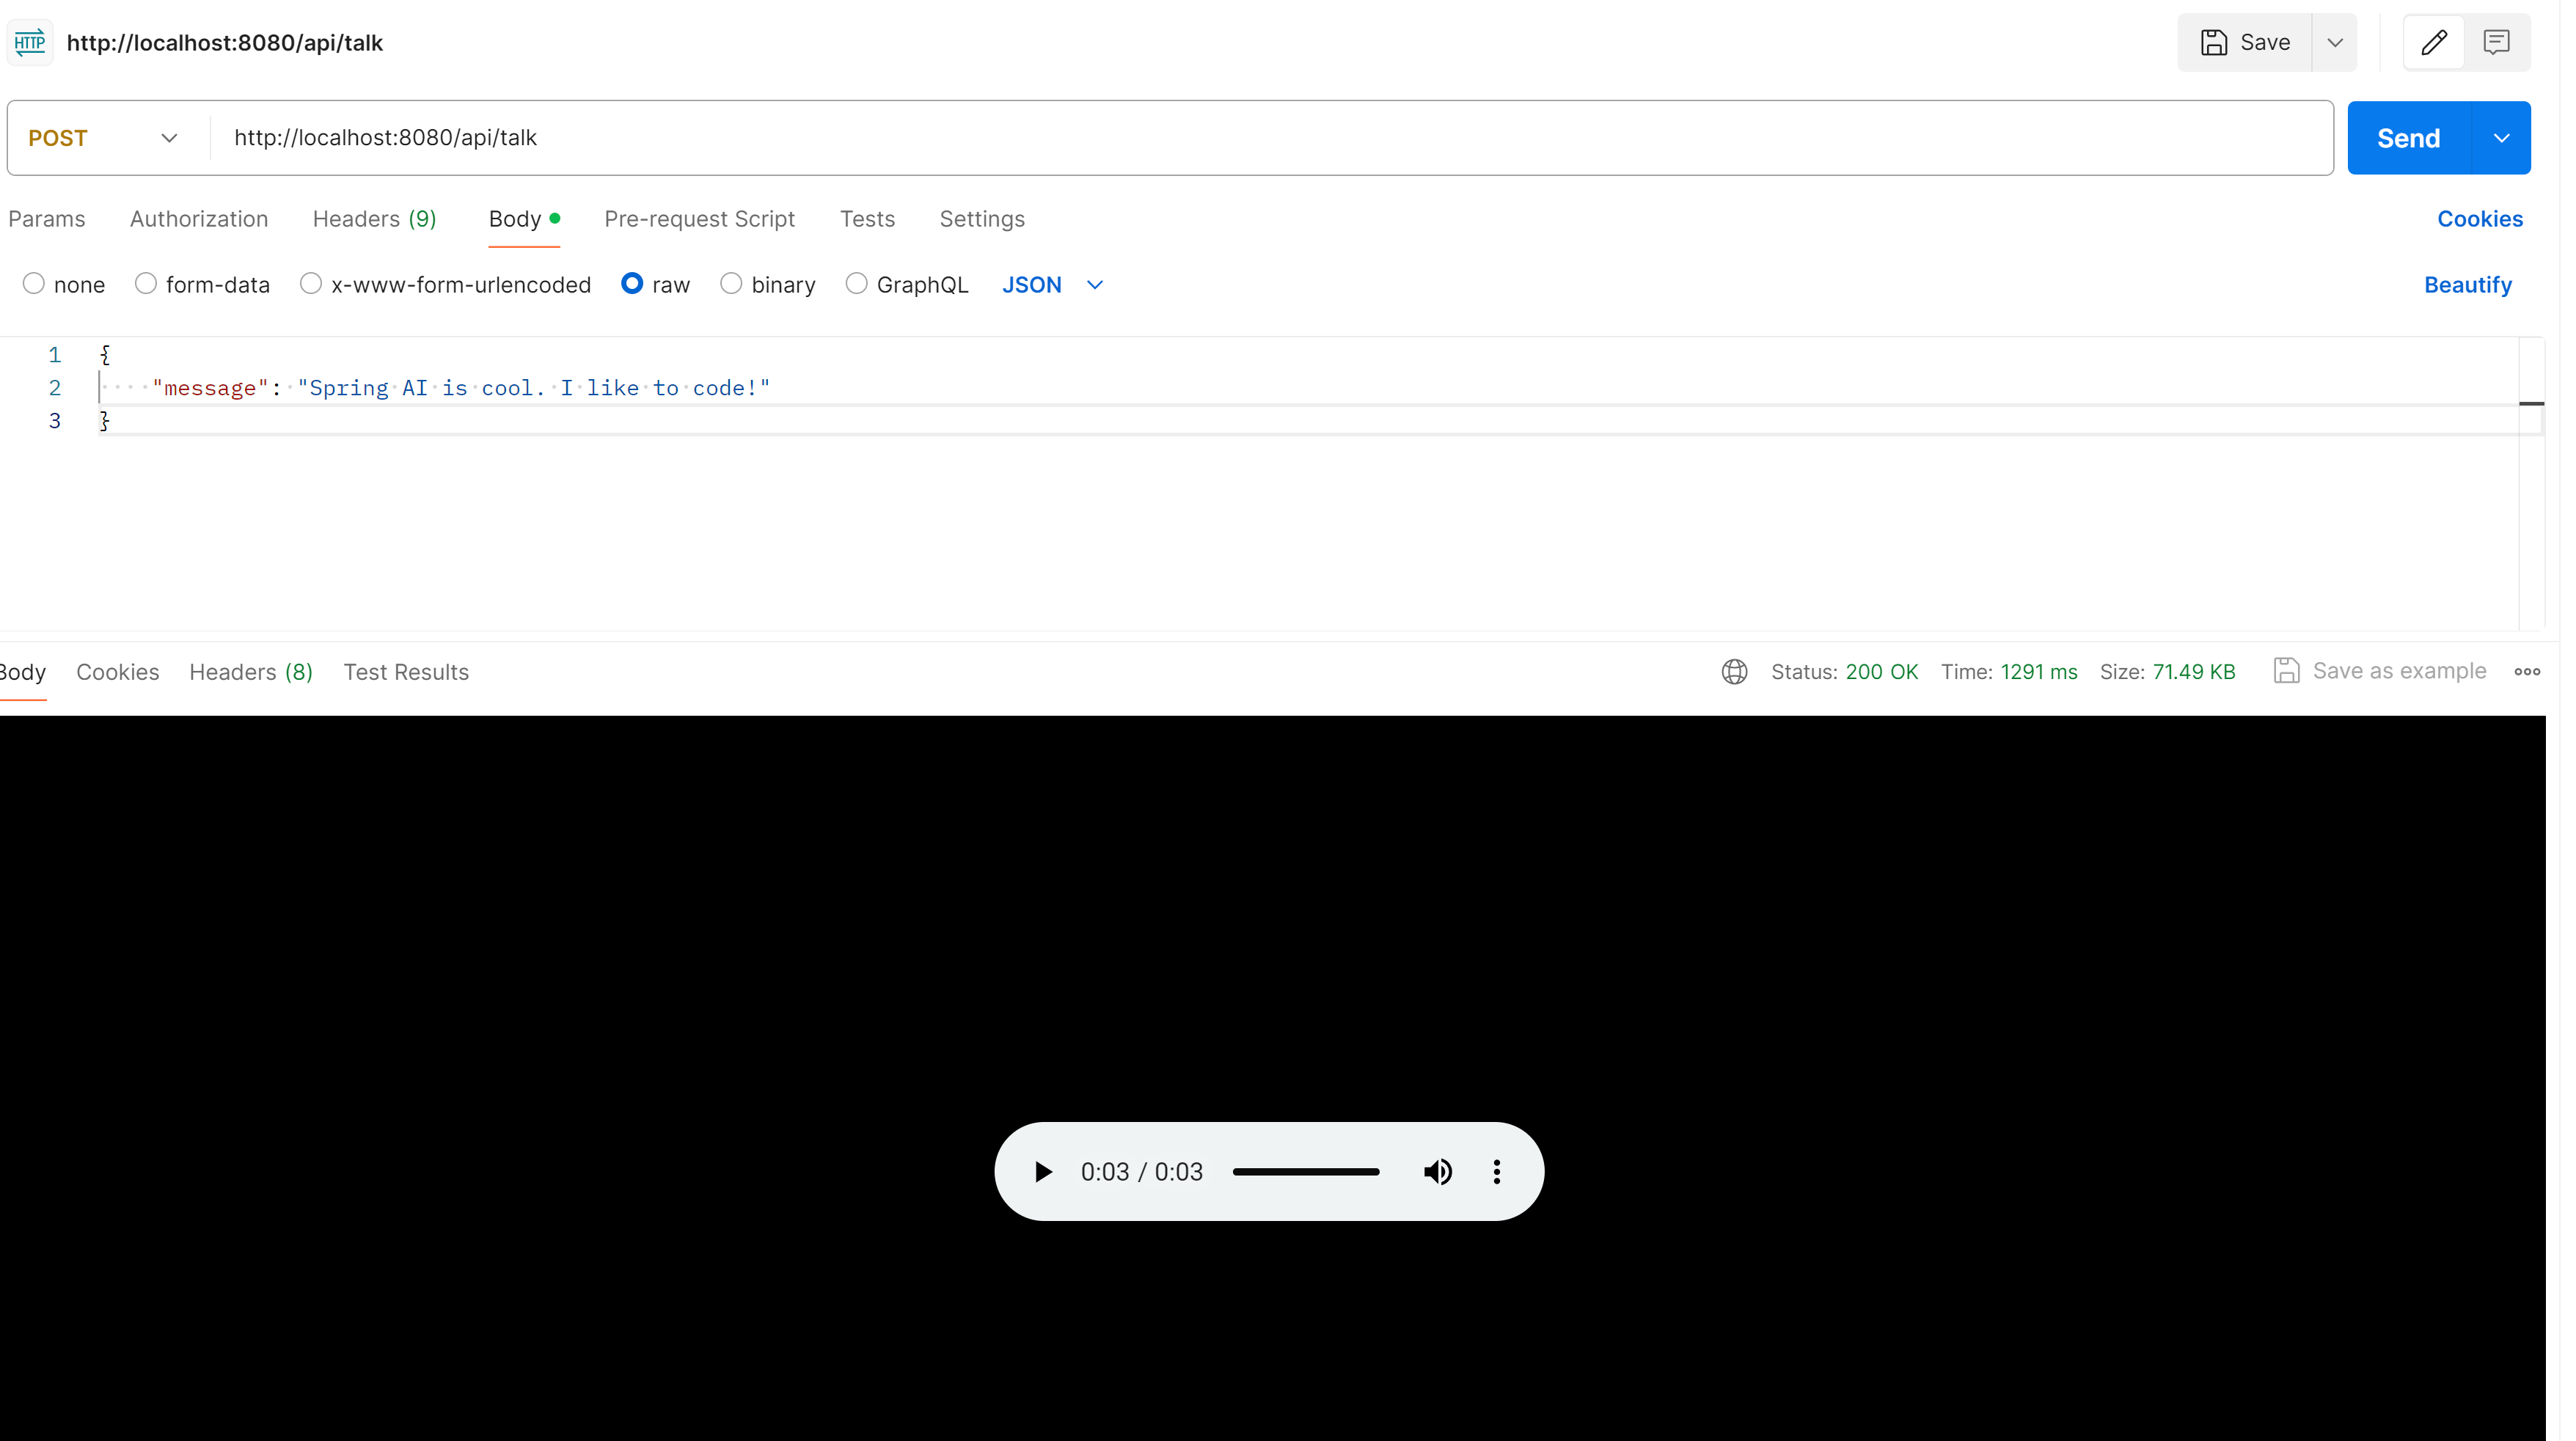 HTTP http://localhost:8080/api/talk Save
POST http://localhost:8080/api/talk Send
Params Authorization Headers (9) Body Pre-request Script Tests Settings Cookies
none form-data x-www-form-urlencoded raw binary GraphQL JSON Beautify
1 {
2 "message": "Spring AI is cool. I like to code!"
3 }
Body Cookies Headers (8) Test Results Status: 200 OK Time: 1291 ms Size: 71.49 KB Save as example
0:03 / 0:03